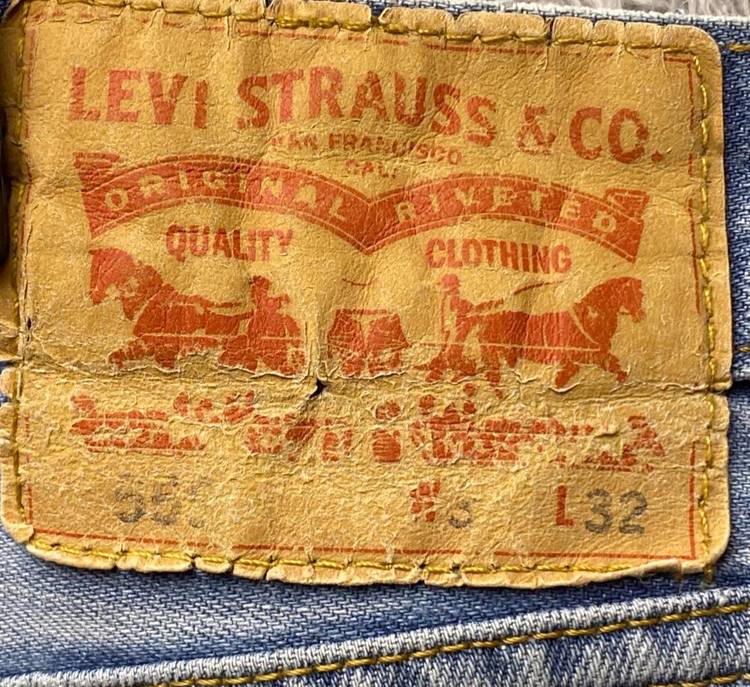 LEVI STRAUSS & CO.
SAN FRANCISCO
CAL.
ORIGINAL RIVETED
QUALITY CLOTHING
L32